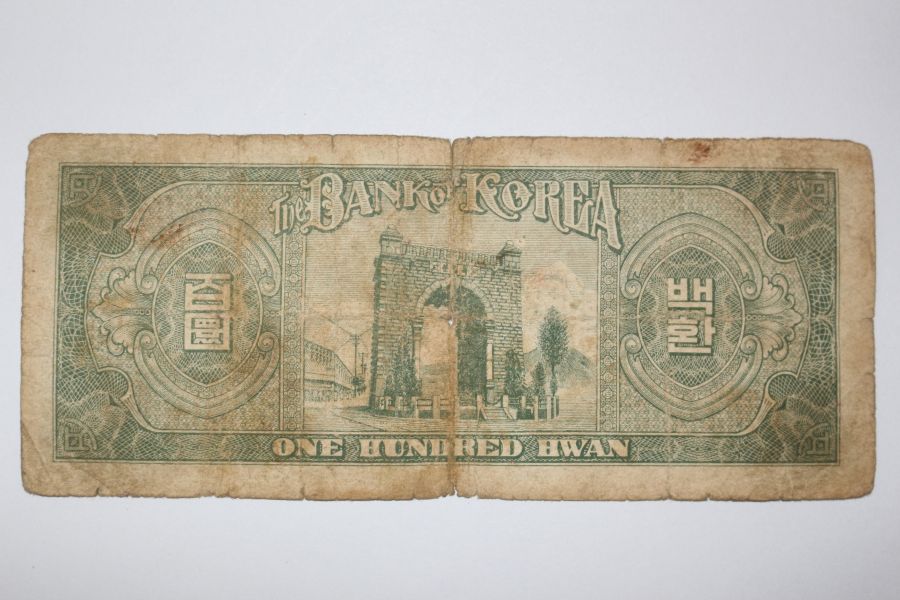 The BANK of KOREA
百圜
백환
ONE HUNDRED HWAN